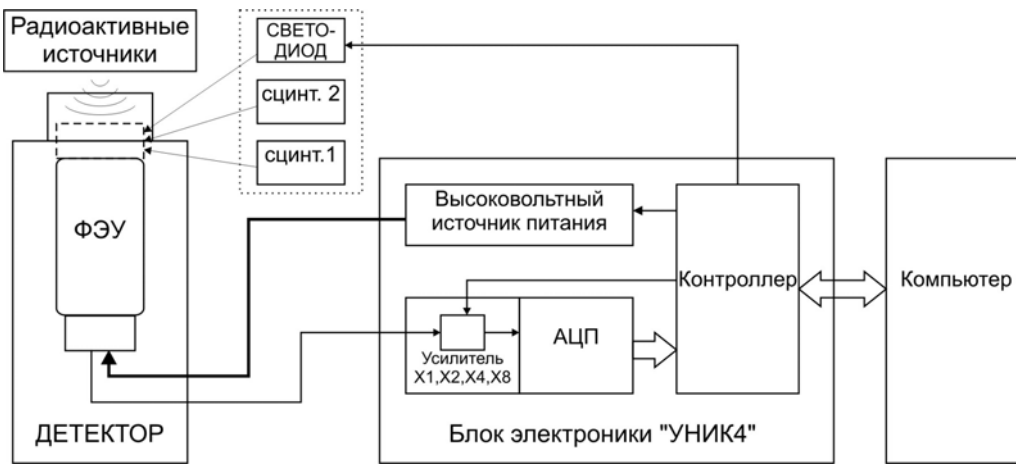 Радиоактивные
источники
СВЕТО-
ДИОД
сцинт. 2
сцинт.1
ФЭУ
ДЕТЕКТОР
Высоковольтный
источник питания
Контроллер
Компьютер
АЦП
Усилитель
X1,X2,X4,X8
Блок электроники "УНИК4"